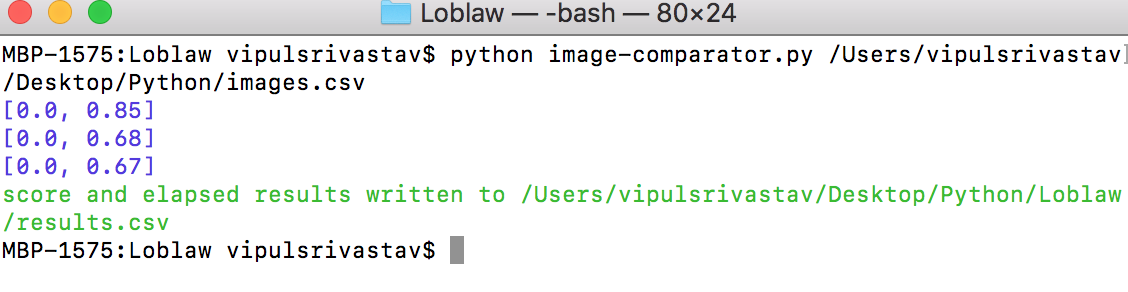 Loblaw — -bash — 80×24
MBP-1575:Loblaw vipulsrivastav$ python image-comparator.py /Users/vipulsrivastav
/Desktop/Python/images.csv
[0.0, 0.85]
[0.0, 0.68]
[0.0, 0.67]
score and elapsed results written to /Users/vipulsrivastav/Desktop/Python/Loblaw
/results.csv
MBP-1575:Loblaw vipulsrivastav$